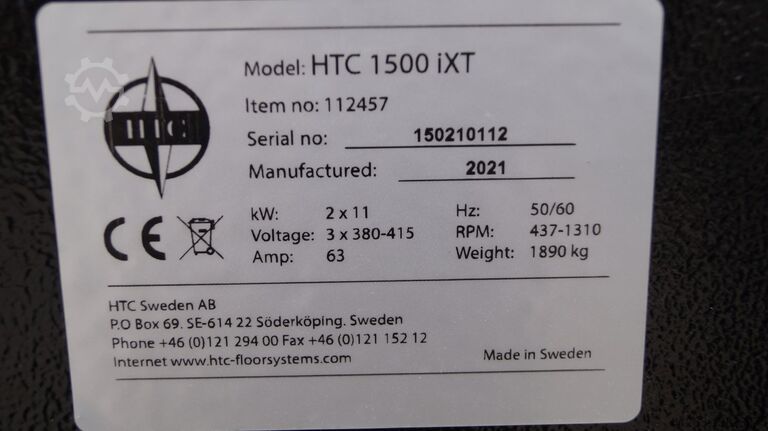 HTC
Model: HTC 1500 iXT
Item no: 112457
Serial no: 150210112
Manufactured: 2021
kW: 2 x 11 Hz: 50/60
Voltage: 3 x 380-415 RPM: 437-1310
Amp: 63 Weight: 1890 kg
CE
HTC Sweden AB
P.O Box 69. SE-614 22 Söderköping. Sweden
Phone +46 (0)121 294 00 Fax +46 (0)121 152 12
Internet www.htc-floorsystems.com
Made in Sweden